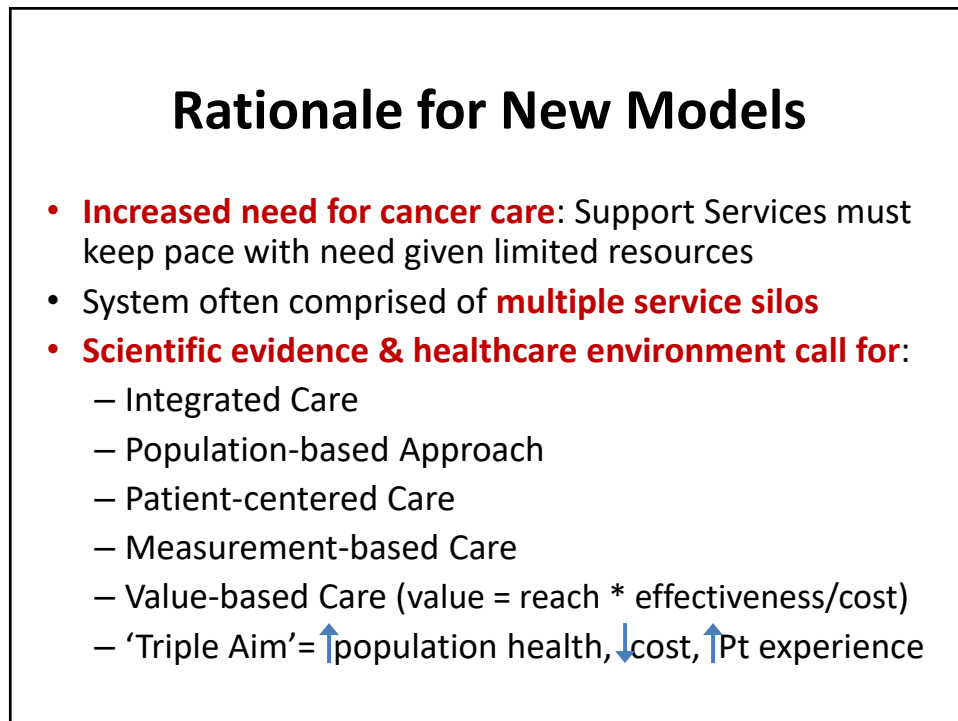 Rationale for New Models
• Increased need for cancer care: Support Services must
keep pace with need given limited resources
• System often comprised of multiple service silos
• Scientific evidence & healthcare environment call for:
– Integrated Care
– Population-based Approach
– Patient-centered Care
– Measurement-based Care
– Value-based Care (value = reach * effectiveness/cost)
– ‘Triple Aim’= ↑population health, ↓cost, ↑Pt experience